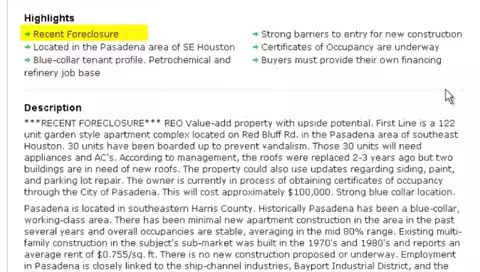 Highlights
Recent Foreclosure
Located in the Pasadena area of SE Houston
Blue-collar tenant profile. Petrochemical and
refinery job base
Strong barriers to entry for new construction
Certificates of Occupancy are underway
Buyers must provide their own financing
Description
***RECENT FORECLOSURE*** REO Value-add property with upside potential. First Line is a 122
unit garden style apartment complex located on Red Bluff Rd. in the Pasadena area of southeast
Houston. 30 units have been boarded up to prevent vandalism. Those 30 units will need
appliances and AC's. According to management, the roofs were replaced 2-3 years ago but two
buildings are in need of new roofs. The property could also use updates regarding siding, paint,
and parking lot repair. The owner is currently in process of obtaining certificates of occupancy
through the City of Pasadena. This will cost approximately $100,000. Strong blue collar location.
Pasadena is located in southeastern Harris County. Historically Pasadena has been a blue-collar,
working-class area. There has been minimal new apartment construction in the area in the past
several years and overall occupancies are stable, averaging in the mid 80% range. Existing multi-
family construction in the subject's sub-market was built in the 1970's and 1980's and reports an
average rent of $0.755/sq. ft. There is no new construction proposed or underway. Employment
in Pasadena is closely linked to the ship-channel industries, Bayport Industrial District, and the